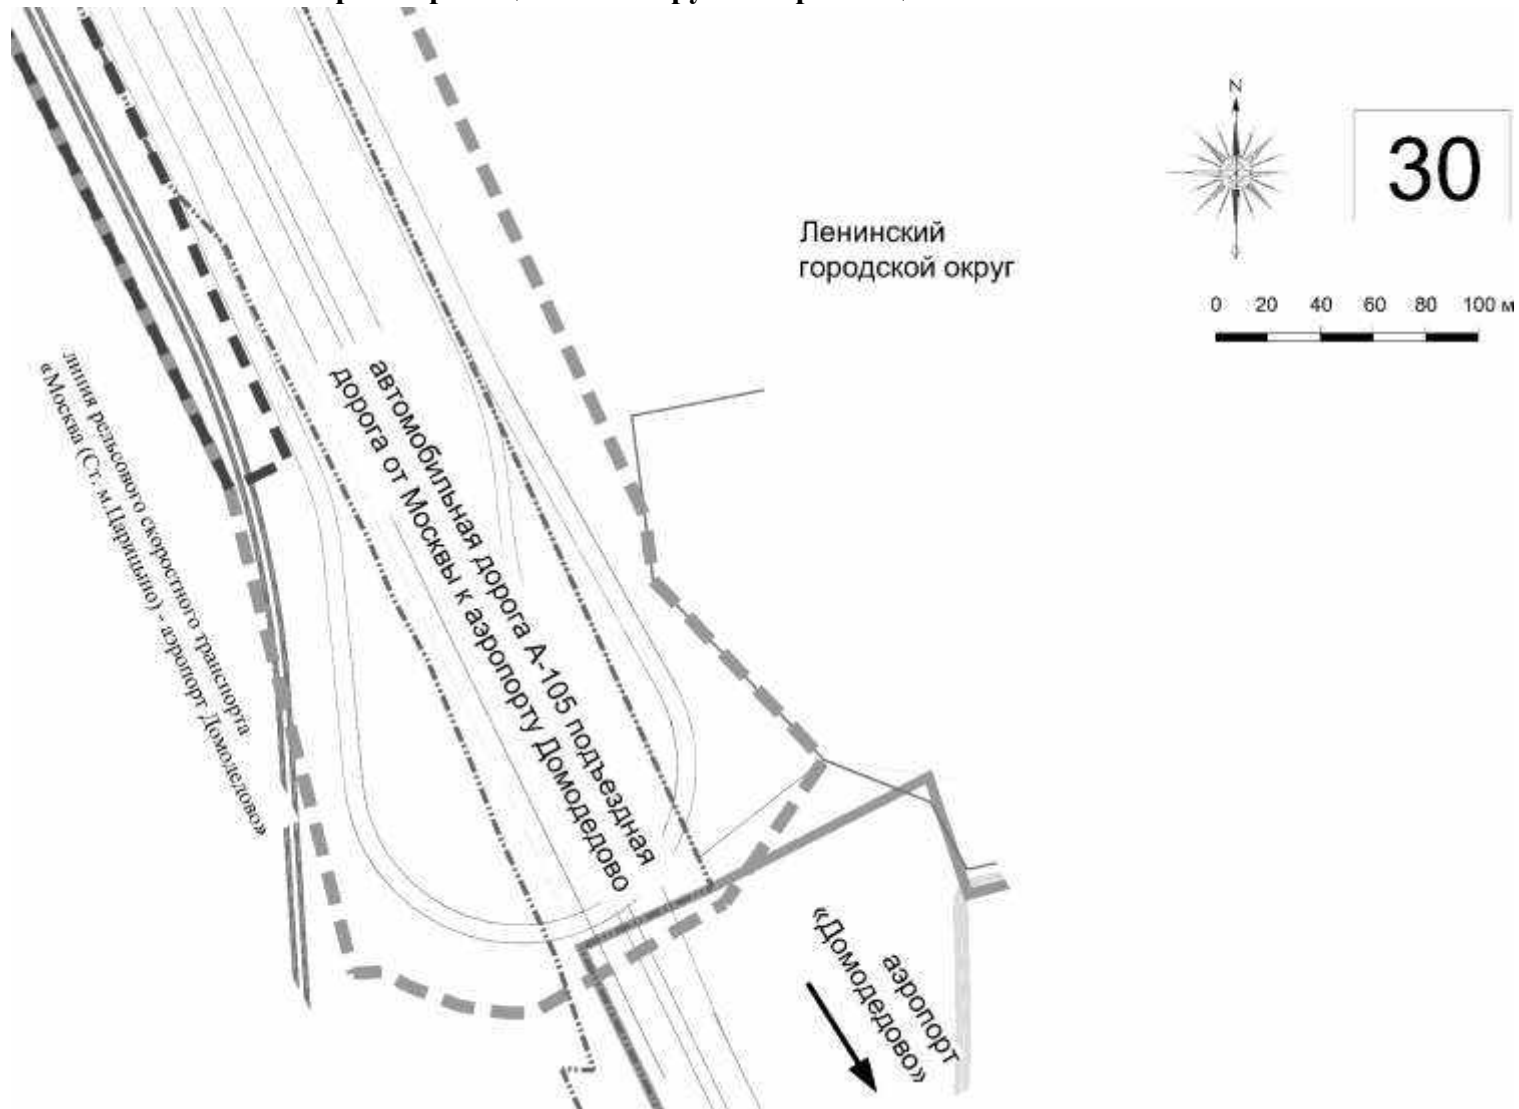 N
30
Ленинский
городской округ
0 20 40 60 80 100 м
автомобильная дорога А-105 подъездная
дорога от Москвы к аэропорту Домодедово
линия рельсового скоростного транспорта
«Москва (Ст. м.Царицыно) - аэропорт Домодедово»
аэропорт
«Домодедово»